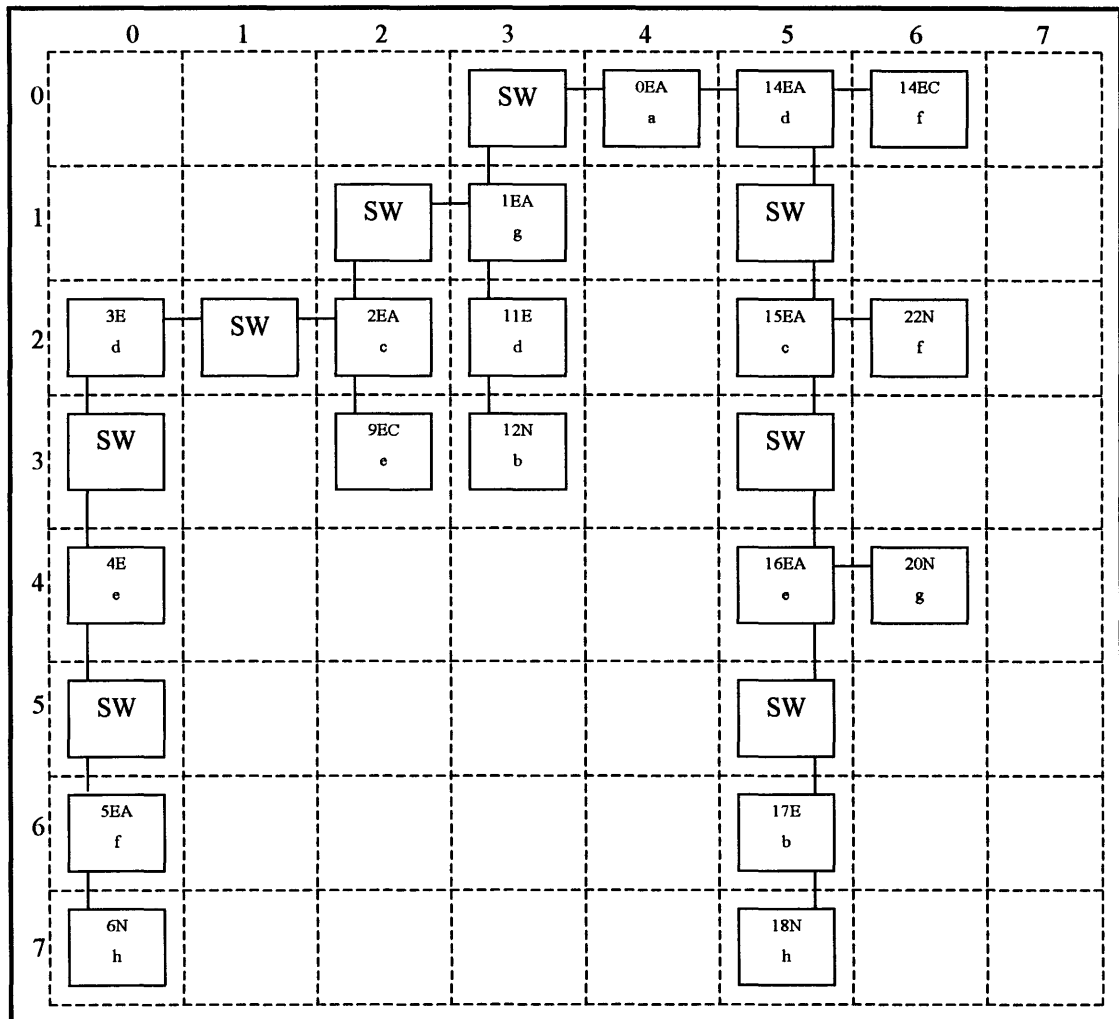 0 1 2 3 4 5 6 7
0 SW 0EA 14EA 14EC
a d f
1 SW 1EA SW
g
2 3E SW 2EA 11E 15EA 22N
d c d c f
3 SW 9EC 12N SW
e b
4 4E 16EA 20N
e e g
5 SW SW
6 5EA 17E
f b
7 6N 18N
h h